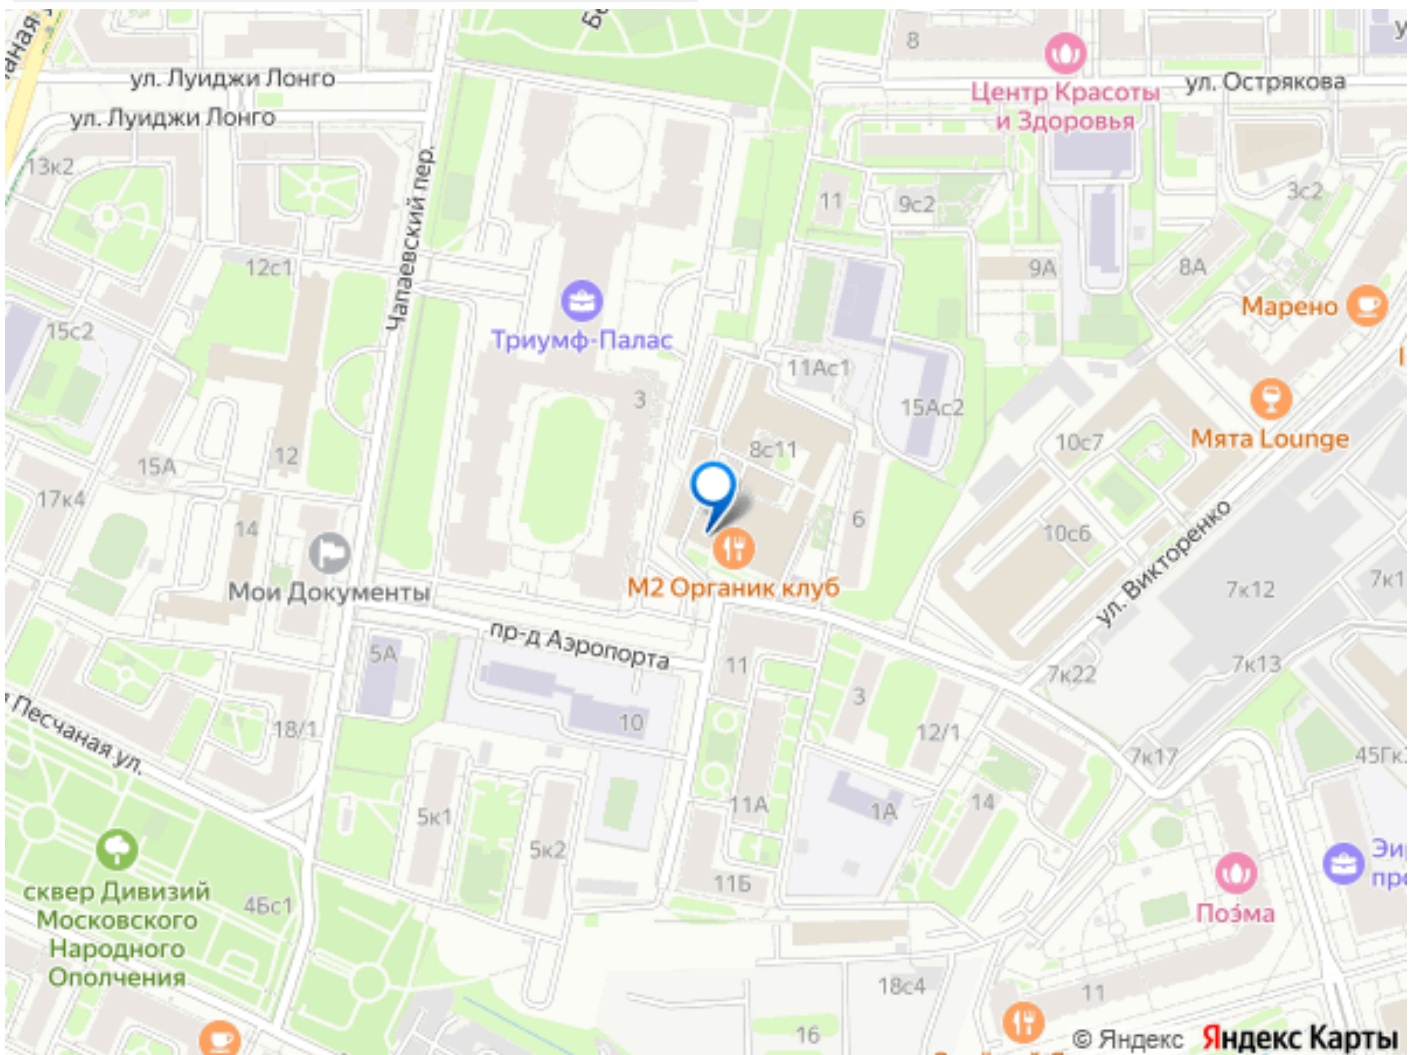 8
ул. Луиджи Лонго
Центр Красоты
и Здоровья
ул. Острякова
ул. Луиджи Лонго
13к2
Чапаевский пер.
11
9с2
3с2
12с1
9А
8А
Марено
15с2
Триумф-Палас
11Ас1
3
15Ас2
Мята Lounge
8с11
10с7
12
15А
17к4
14
6
10с6
ул. Викторенко
Мои Документы
М2 Органик клуб
7к12
пр-д Аэропорта
5А
11
7к13
7к22
3
10
12/1
18/1
Песчаная ул.
7к17
11А
1А
14
5к1
5к2
11Б
Поэма
сквер Дивизий
Московского
Народного
Ополчения
4Бс1
18с4
11
16
© Яндекс Яндекс Карты